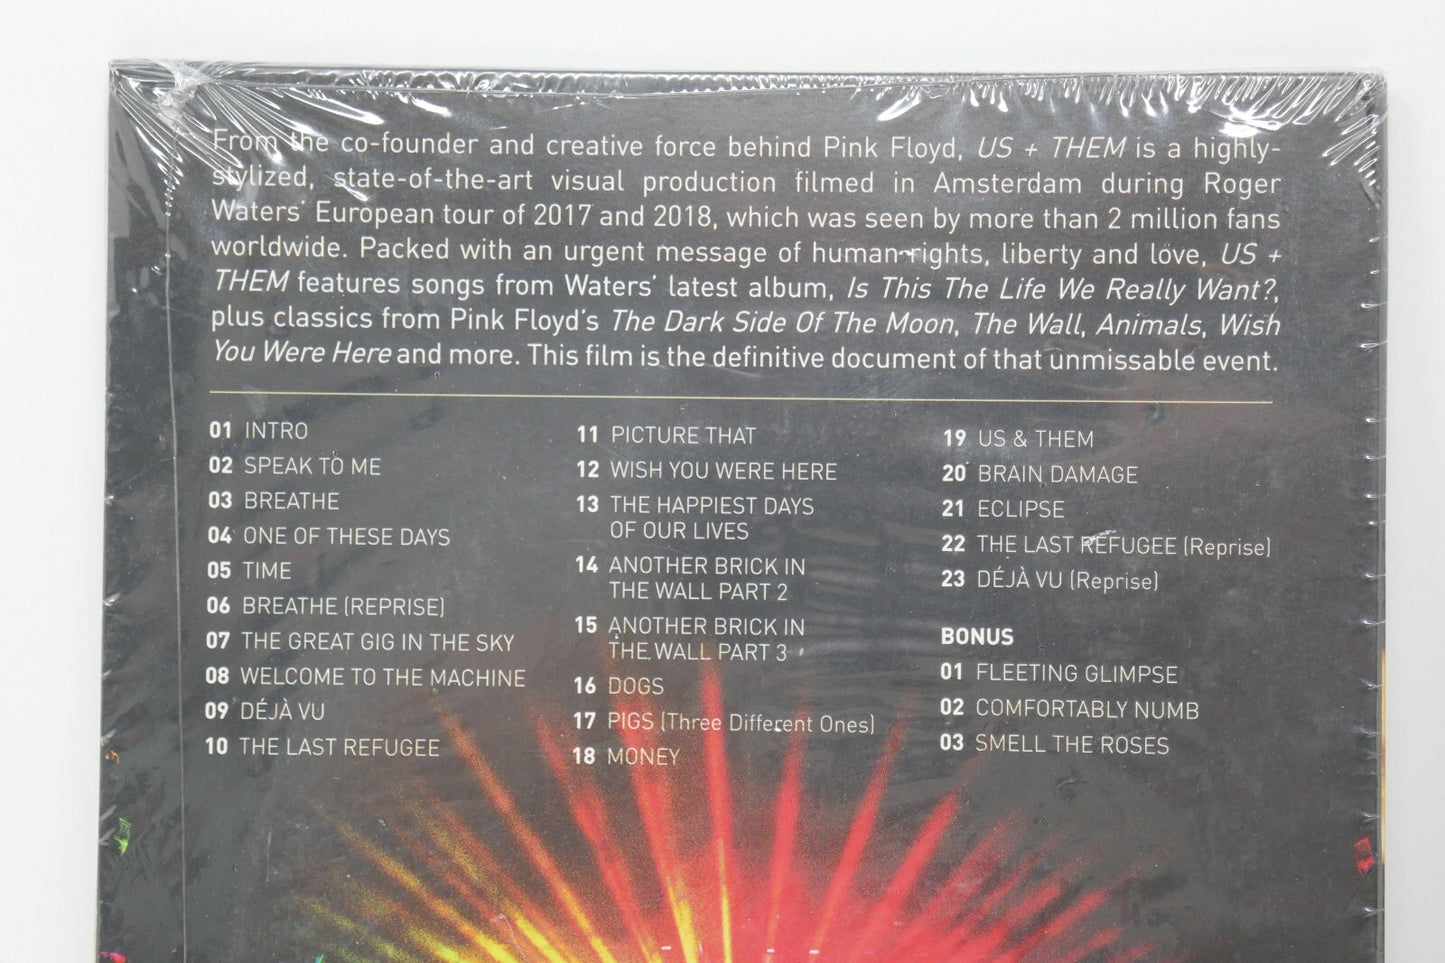 From the co-founder and creative force behind Pink Floyd, US + THEM is a highly-
stylized, state-of-the-art visual production filmed in Amsterdam during Roger
Waters' European tour of 2017 and 2018, which was seen by more than 2 million fans
worldwide. Packed with an urgent message of human rights, liberty and love, US +
THEM features songs from Waters' latest album, Is This The Life We Really Want?,
plus classics from Pink Floyd's The Dark Side Of The Moon, The Wall, Animals, Wish
You Were Here and more. This film is the definitive document of that unmissable event.
01 INTRO
02 SPEAK TO ME
03 BREATHE
04 ONE OF THESE DAYS
05 TIME
06 BREATHE (REPRISE)
07 THE GREAT GIG IN THE SKY
08 WELCOME TO THE MACHINE
09 DÉJÀ VU
10 THE LAST REFUGEE
11 PICTURE THAT
12 WISH YOU WERE HERE
13 THE HAPPIEST DAYS
OF OUR LIVES
14 ANOTHER BRICK IN
THE WALL PART 2
15 ANOTHER BRICK IN
THE WALL PART 3
16 DOGS
17 PIGS (Three Different Ones)
18 MONEY
19 US & THEM
20 BRAIN DAMAGE
21 ECLIPSE
22 THE LAST REFUGEE (Reprise)
23 DÉJÀ VU (Reprise)
BONUS
01 FLEETING GLIMPSE
02 COMFORTABLY NUMB
03 SMELL THE ROSES